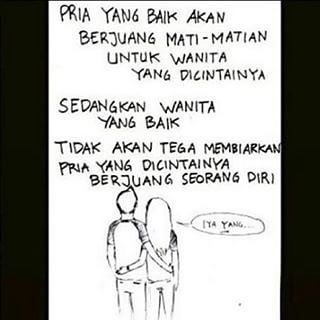 PRIA YANG BAIK AKAN
BERJUANG MATI-MATIAN
UNTUK WANITA
YANG DICINTAINYA
SEDANGKAN WANITA
YANG BAIK
TIDAK AKAN TEGA MEMBIARKAN
PRIA YANG DICINTAINYA
BERJUANG SEORANG DIRI
IYA YANG...